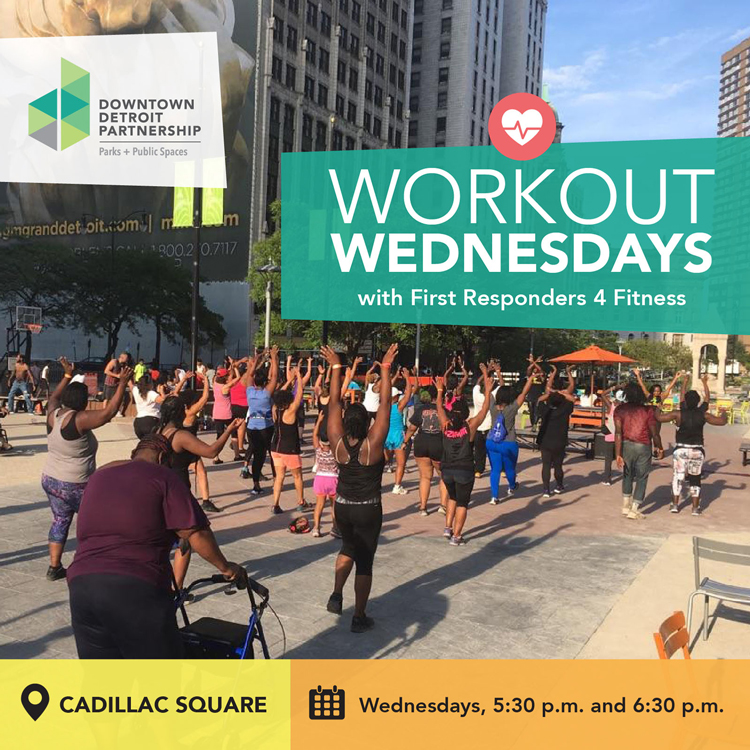 DOWNTOWN
DETROIT
PARTNERSHIP
Parks + Public Spaces
WORKOUT
WEDNESDAYS
with First Responders 4 Fitness
CADILLAC SQUARE
Wednesdays, 5:30 p.m. and 6:30 p.m.